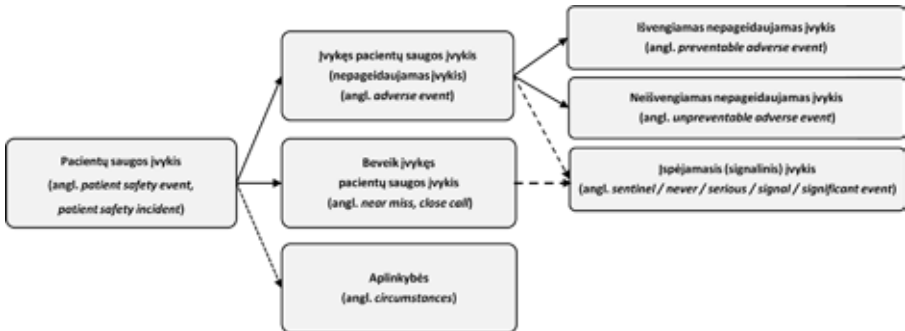 Pacientų saugos įvykis
(angl. patient safety event,
patient safety incident)
Įvykęs pacientų saugos įvykis
(nepageidaujamas įvykis)
(angl. adverse event)
Beveik įvykęs
pacientų saugos įvykis
(angl. near miss, close call)
Aplinkybės
(angl. circumstances)
Išvengiamas nepageidaujamas įvykis
(angl. preventable adverse event)
Neišvengiamas nepageidaujamas įvykis
(angl. unpreventable adverse event)
Įspėjamasis (signalinis) įvykis
(angl. sentinel / never / serious / signal / significant event)